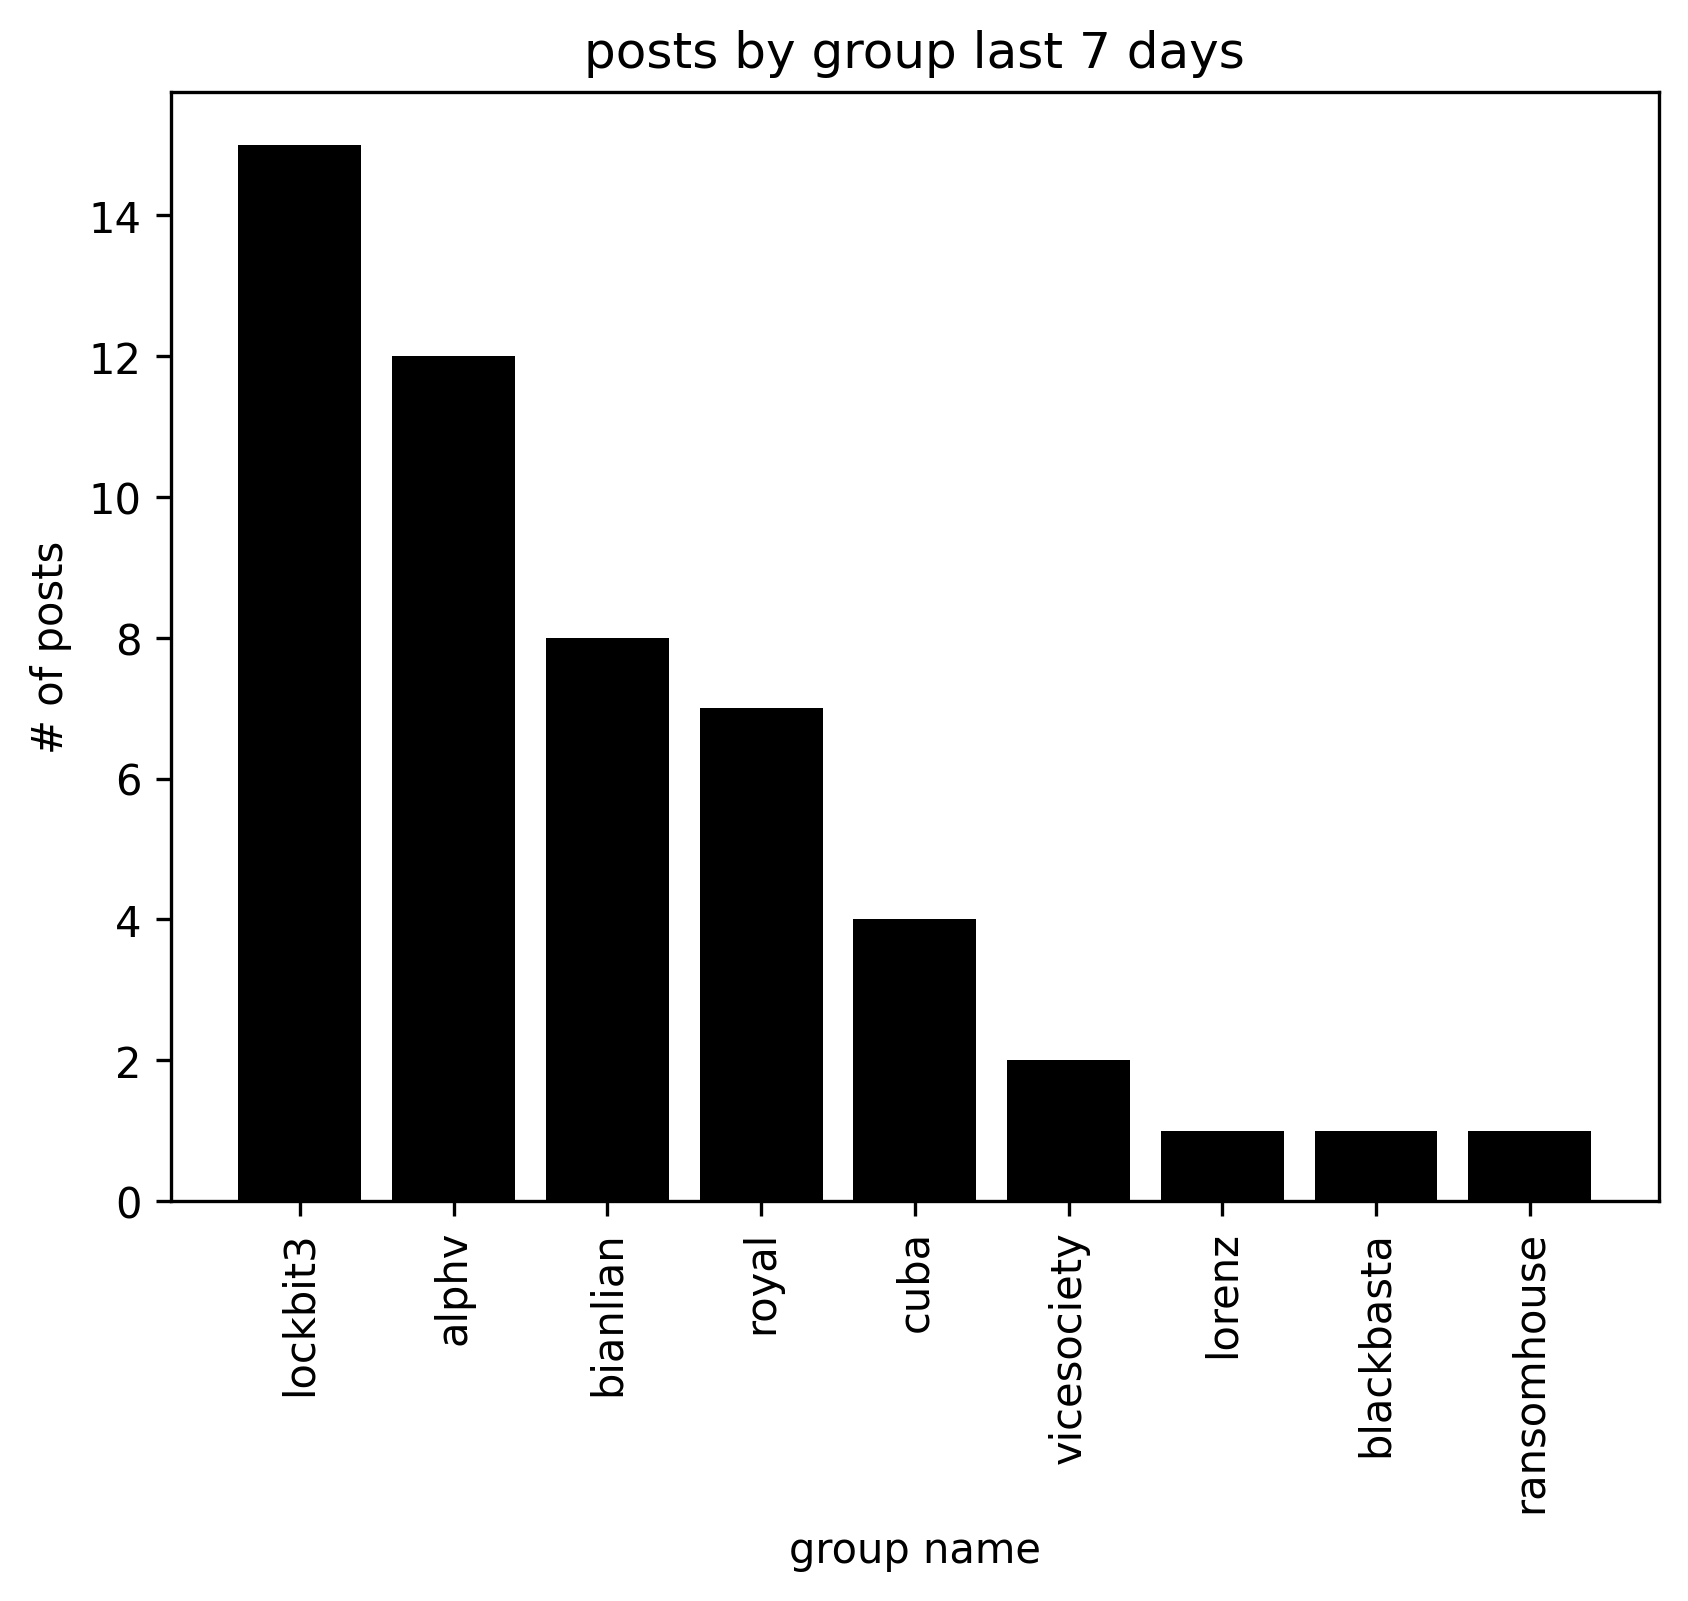 posts by group last 7 days
# of posts
14
12
10
8
6
4
2
0
lockbit3
alphv
bianlian
royal
cuba
vicesociety
lorenz
blackbasta
ransomhouse
group name